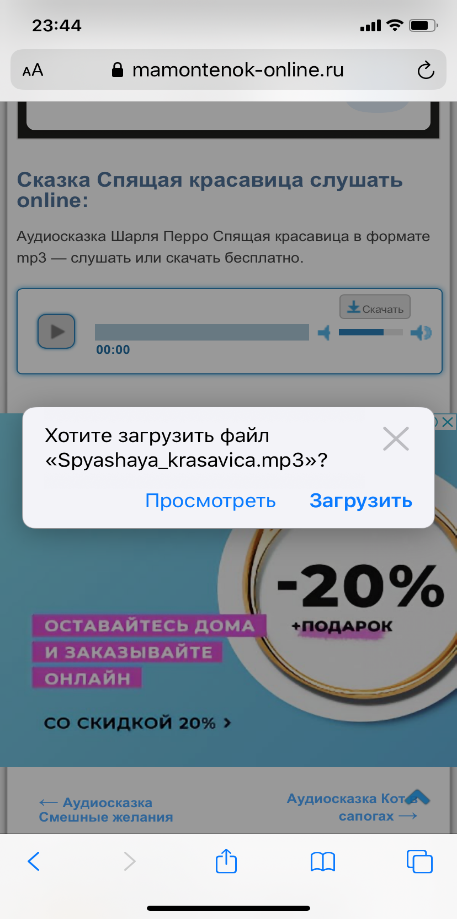 23:44
AA mamontenok-online.ru
Сказка Спящая красавица слушать
online:
Аудиосказка Шарля Перро Спящая красавица в формате
mp3 — слушать или скачать бесплатно.
Скачать
00:00
Хотите загрузить файл
«Spyashaya_krasavica.mp3»?
Просмотреть Загрузить
-20%
+ПОДАРОК
ОСТАВАЙТЕСЬ ДОМА
И ЗАКАЗЫВАЙТЕ
ОНЛАЙН
СО СКИДКОЙ 20% >
← Аудиосказка
Смешные желания
Аудиосказка Кот в
сапогах →